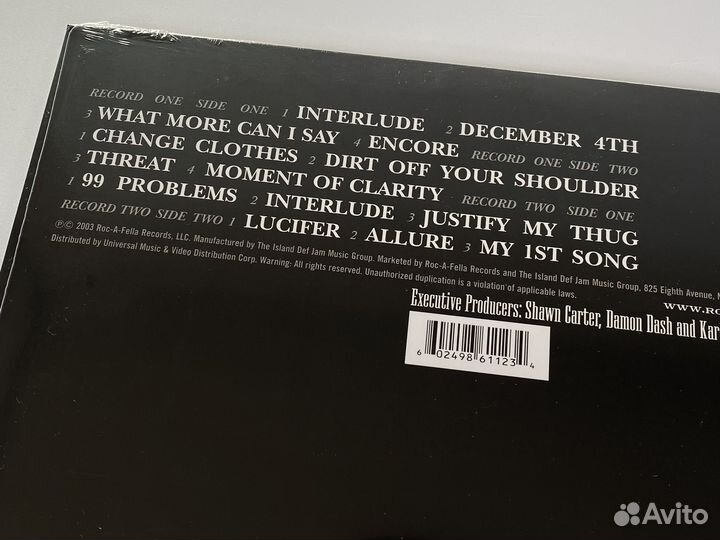 RECORD ONE SIDE ONE 1 INTERLUDE 2 DECEMBER 4TH
3 WHAT MORE CAN I SAY 4 ENCORE RECORD ONE SIDE TWO
1 CHANGE CLOTHES 2 DIRT OFF YOUR SHOULDER
3 THREAT 4 MOMENT OF CLARITY RECORD TWO SIDE ONE
1 99 PROBLEMS 2 INTERLUDE 3 JUSTIFY MY THUG
RECORD TWO SIDE TWO 1 LUCIFER 2 ALLURE 3 MY 1ST SONG
℗© 2003 Roc-A-Fella Records, LLC. Manufactured by The Island Def Jam Music Group. Marketed by Roc-A-Fella Records and The Island Def Jam Music Group, 825 Eighth Avenue, N
Distributed by Universal Music & Video Distribution Corp. Warning: All rights reserved. Unauthorized duplication is a violation of applicable laws.
WWW.RO
Executive Producers: Shawn Carter, Damon Dash and Kar
6 02498 61123 4
Avito